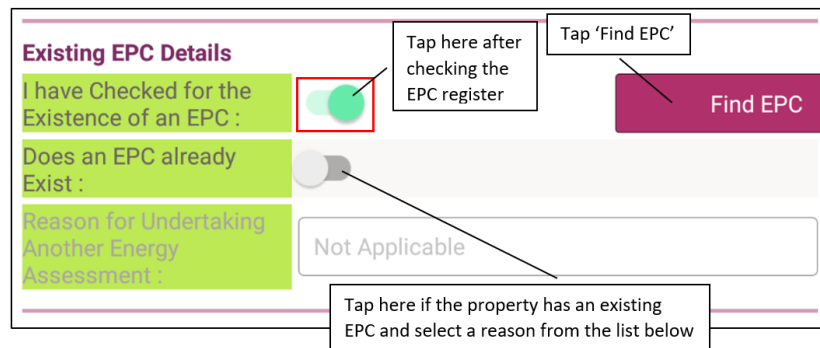 Existing EPC Details
Tap here after
checking the
EPC register
Tap ‘Find EPC’
I have Checked for the
Existence of an EPC :
Find EPC
Does an EPC already
Exist :
Reason for Undertaking
Another Energy
Assessment :
Not Applicable
Tap here if the property has an existing
EPC and select a reason from the list below